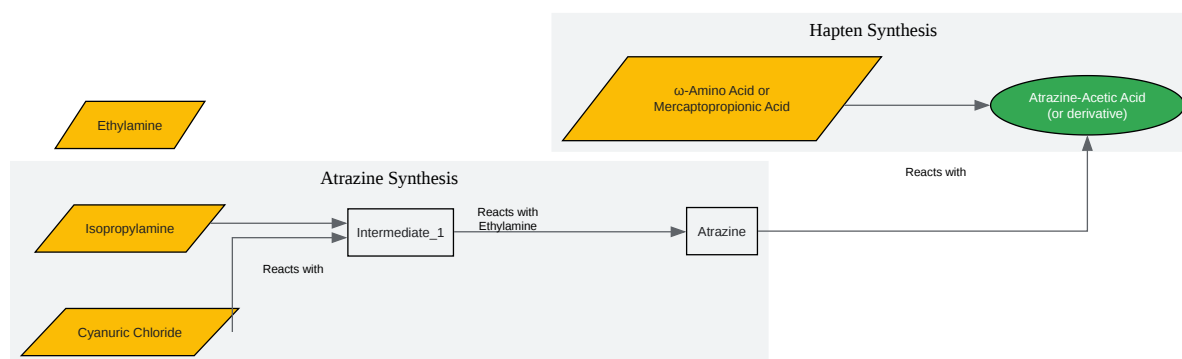 Hapten Synthesis
ω-Amino Acid or
Mercaptopropionic Acid
Atrazine-Acetic Acid
(or derivative)
Ethylamine
Reacts with
Atrazine Synthesis
Isopropylamine
Intermediate_1
Reacts with
Ethylamine
Atrazine
Reacts with
Cyanuric Chloride